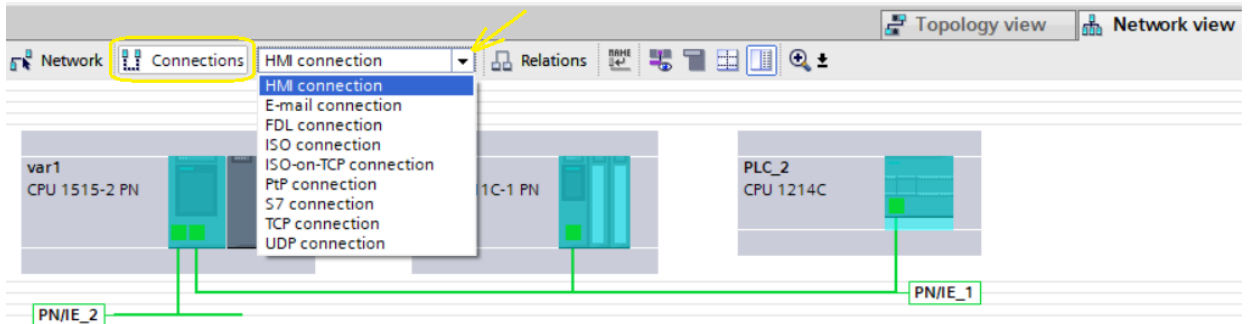 Topology view Network view
Network Connections HMI connection Relations NAME
HMI connection
E-mail connection
FDL connection
ISO connection
ISO-on-TCP connection
PtP connection
S7 connection
TCP connection
UDP connection
var1
CPU 1515-2 PN
11C-1 PN
PLC_2
CPU 1214C
PN/IE_1
PN/IE_2